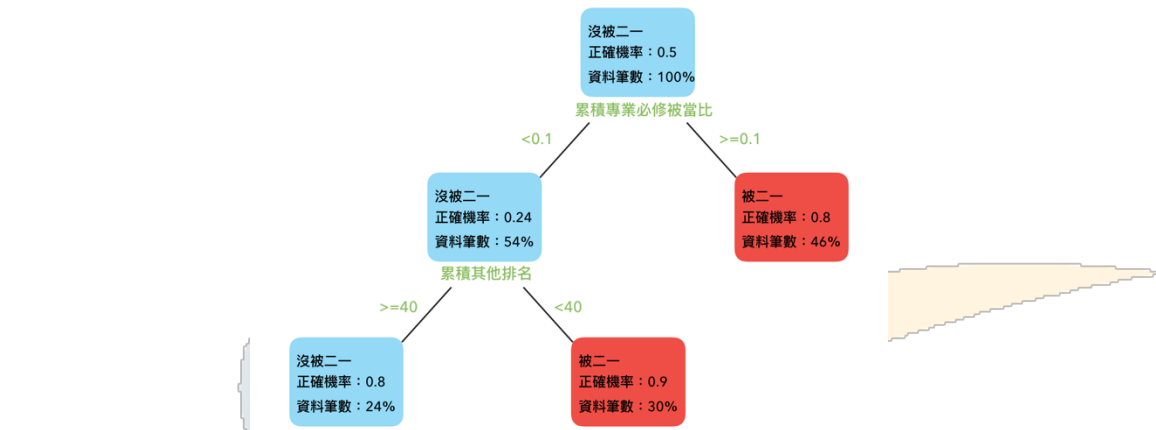 沒被二一
正確機率：0.5
資料筆數：100%
累積專業必修被當比
<0.1
>=0.1
沒被二一
正確機率：0.24
資料筆數：54%
被二一
正確機率：0.8
資料筆數：46%
累積其他排名
>=40
<40
沒被二一
正確機率：0.8
資料筆數：24%
被二一
正確機率：0.9
資料筆數：30%